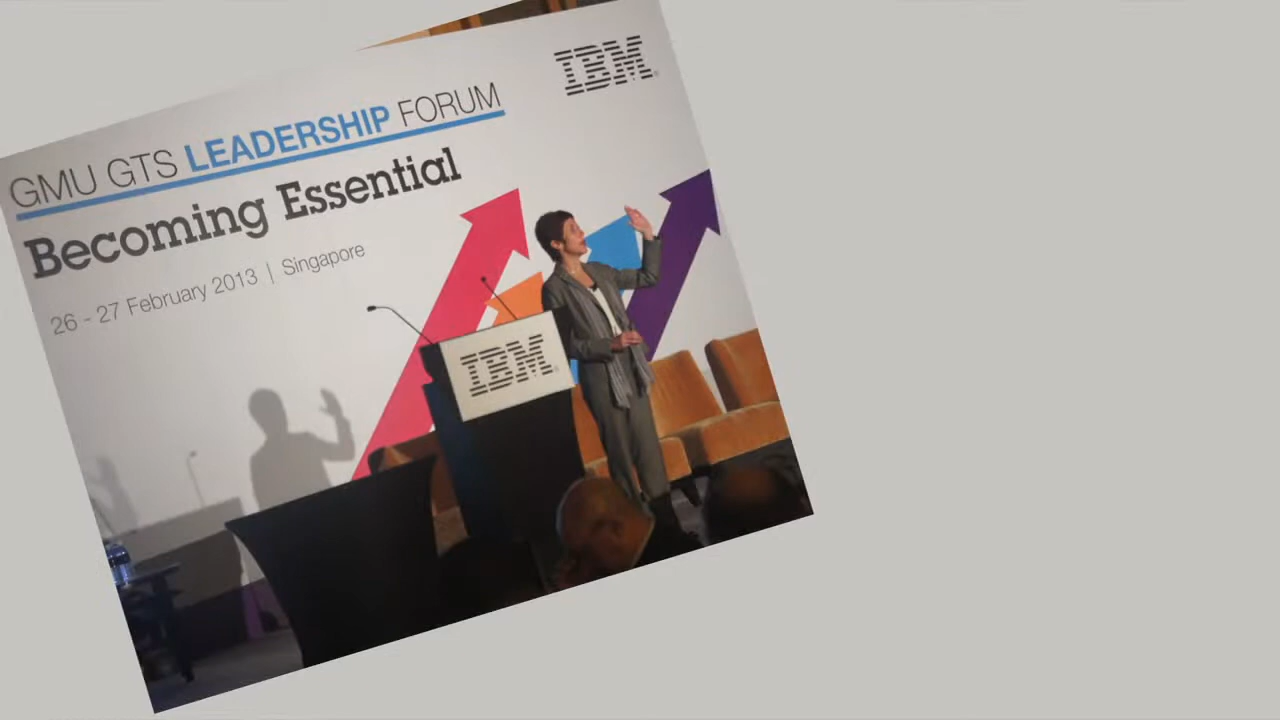 IBM
GMU GTS LEADERSHIP FORUM
Becoming Essential
26 - 27 February 2013 | Singapore
IBM